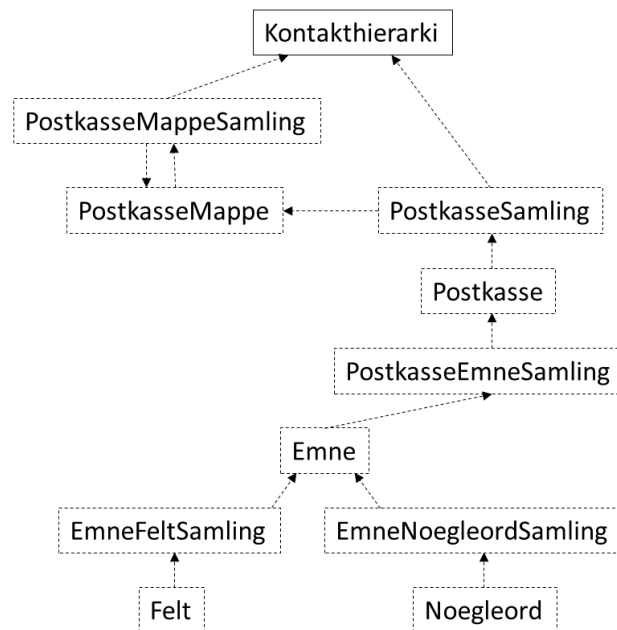 Kontakthierarki
PostkasseMappeSamling
PostkasseMappe
PostkasseSamling
Postkasse
PostkasseEmneSamling
Emne
EmneFeltSamling
EmneNoegleordSamling
Felt
Noegleord